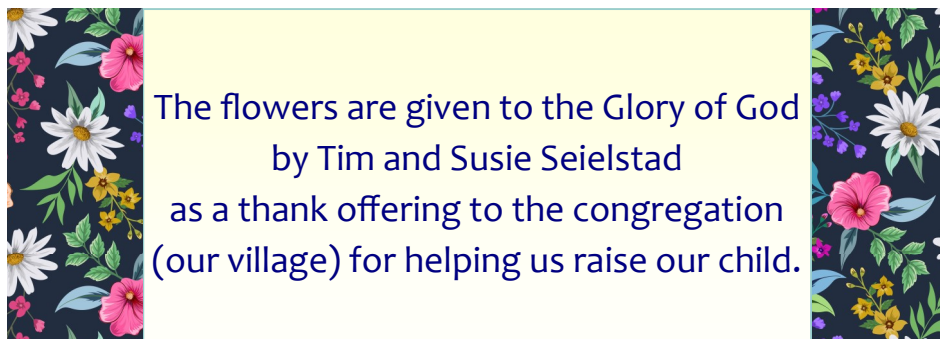 The flowers are given to the Glory of God
by Tim and Susie Seielstad
as a thank offering to the congregation
(our village) for helping us raise our child.